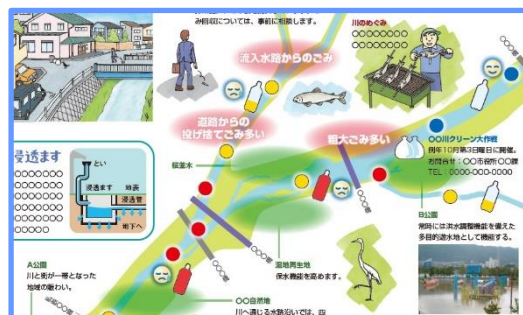 み回収については、事前に相談します。
川のめぐみ
○○○○○○○○
○○○○○○○○
流入水路からのごみ
道路からの
投げ捨てごみ多い
粗大ごみ多い
○○川クリーン大作戦
例年10月第3日曜日に開催。
お問合せ：○○市役所○○課
TEL：0000-000-0000
浸透ます
とい
浸透ます
地表
浸透管
地下へ
桜並木
B公園
常時には洪水調整機能を備えた
多目的遊水地として機能する。
湿地再生地
保水機能を高めます。
A公園
川と街が一帯となった
地域の賑わい。
○○自然地
川へ通じる水路沿いでは、四